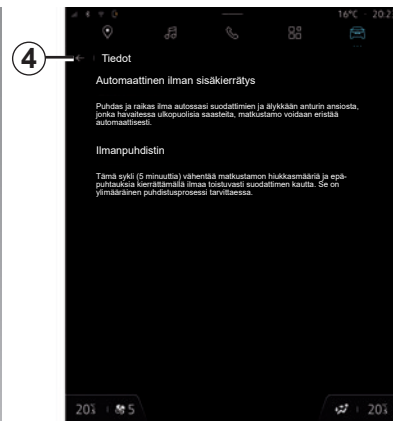 16°C 20:2
4
Tiedot
Automaattinen ilman sisäkierrätys
Puhdas ja raikas ilma autossasi suodattimien ja älykkään anturin ansiosta,
jonka havaitessa ulkopuolisia saasteita, matkustamo voidaan eristää
automaattisesti.
Ilmanpuhdistin
Tämä sykli (5 minuuttia) vähentää matkustamon hiukkasmääriä ja epä-
puhtauksia kierrättämällä ilmaa toistuvasti suodattimen kautta. Se on
ylimääräinen puhdistusprosessi tarvittaessa.
20 5 20